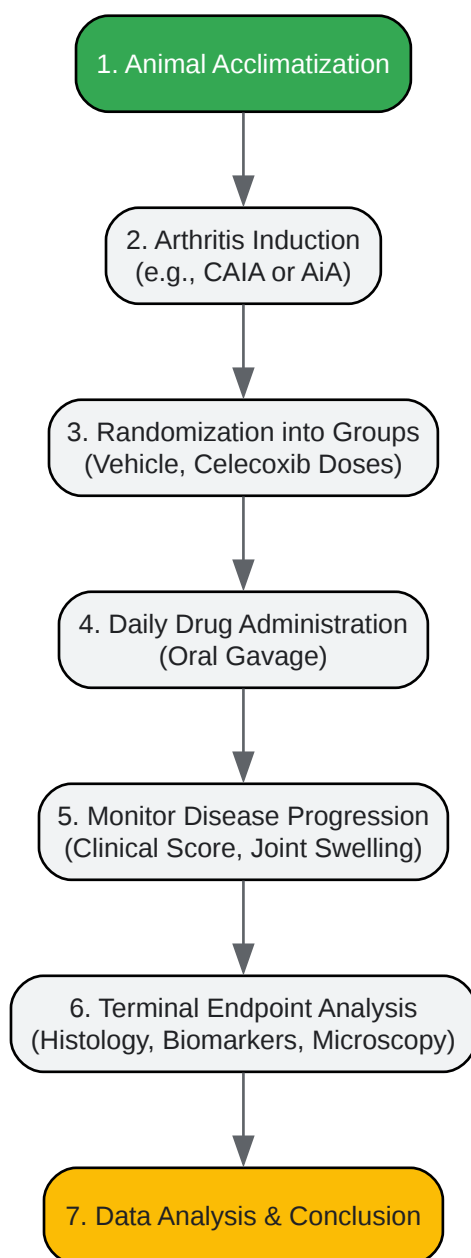 1. Animal Acclimatization
2. Arthritis Induction
(e.g., CAIA or AiA)
3. Randomization into Groups
(Vehicle, Celecoxib Doses)
4. Daily Drug Administration
(Oral Gavage)
5. Monitor Disease Progression
(Clinical Score, Joint Swelling)
6. Terminal Endpoint Analysis
(Histology, Biomarkers, Microscopy)
7. Data Analysis & Conclusion